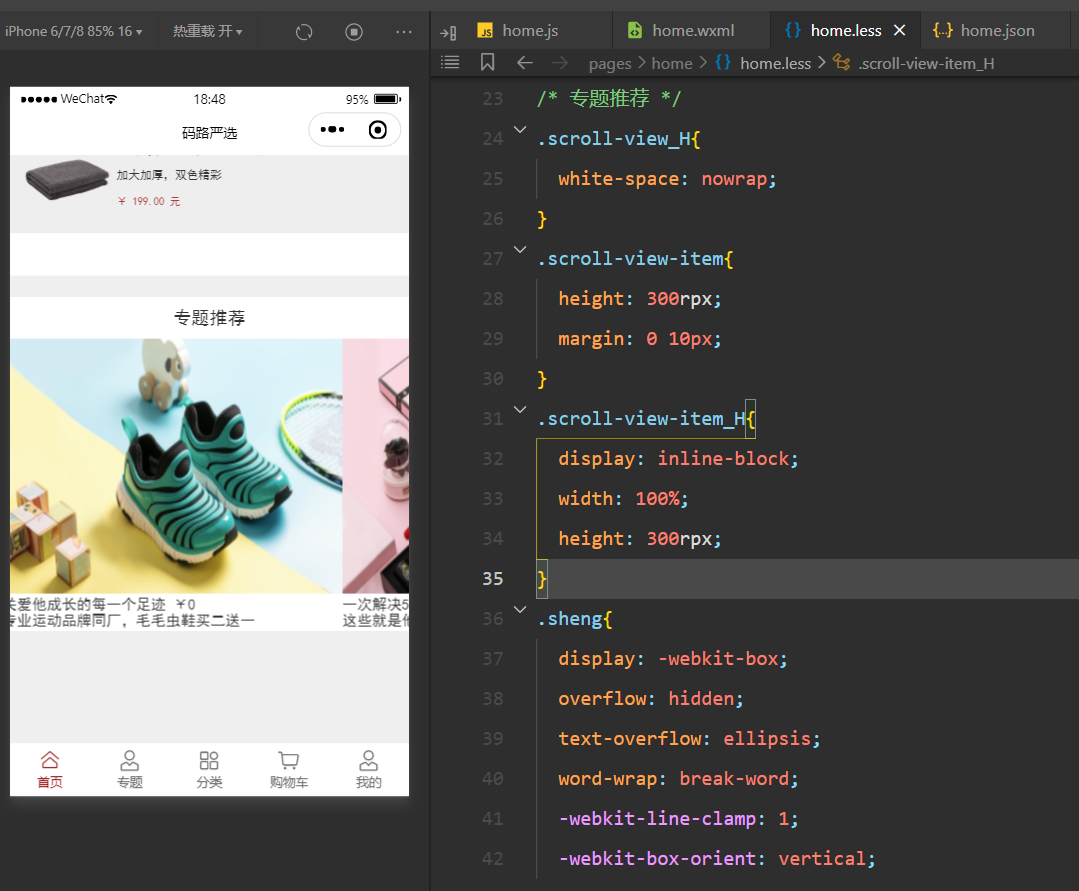 iPhone 6/7/8 85% 16
热重载 开
home.js
home.wxml
home.less
home.json
pages > home > home.less > .scroll-view-item_H
WeChat
18:48
95%
码路严选
加大加厚，双色精彩
￥ 199.00 元
专题推荐
关爱他成长的每一个足迹 ￥0
专业运动品牌同厂，毛毛虫鞋买二送一
一次解决5
这些就是他
首页
专题
分类
购物车
我的
23 /* 专题推荐 */
24 .scroll-view_H{
25 white-space: nowrap;
26 }
27 .scroll-view-item{
28 height: 300rpx;
29 margin: 0 10px;
30 }
31 .scroll-view-item_H{
32 display: inline-block;
33 width: 100%;
34 height: 300rpx;
35 }
36 .sheng{
37 display: -webkit-box;
38 overflow: hidden;
39 text-overflow: ellipsis;
40 word-wrap: break-word;
41 -webkit-line-clamp: 1;
42 -webkit-box-orient: vertical;